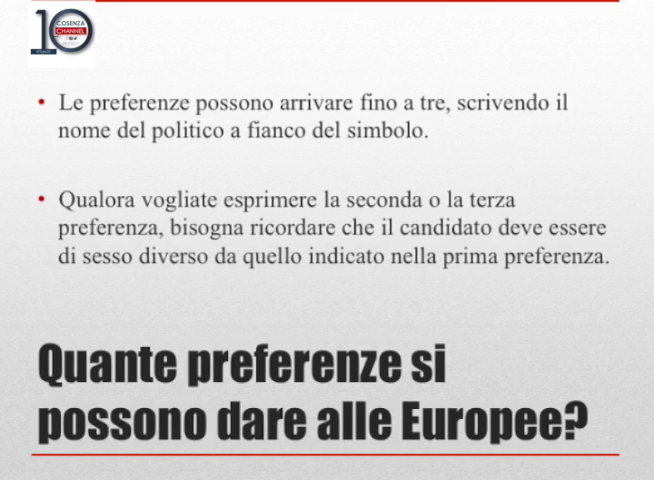 10
COSENZA
CHANNEL
• Le preferenze possono arrivare fino a tre, scrivendo il
nome del politico a fianco del simbolo.
• Qualora vogliate esprimere la seconda o la terza
preferenza, bisogna ricordare che il candidato deve essere
di sesso diverso da quello indicato nella prima preferenza.
Quante preferenze si
possono dare alle Europee?